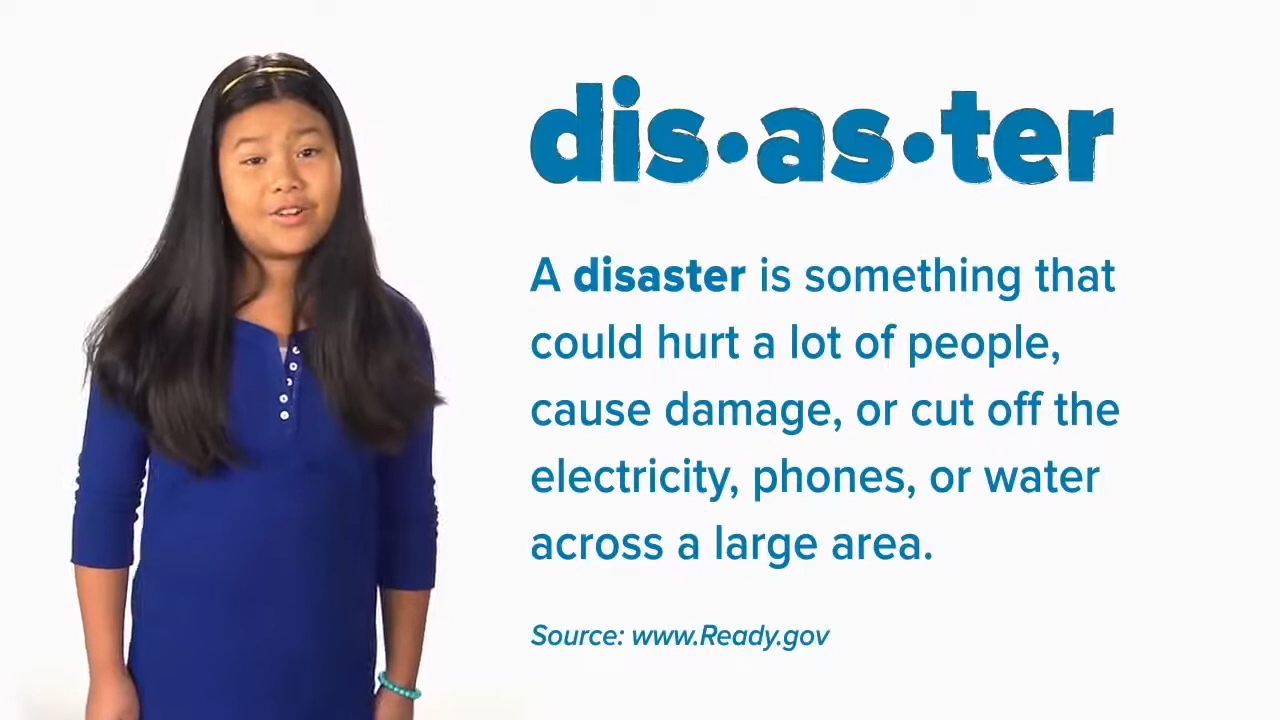 dis•as•ter
A disaster is something that
could hurt a lot of people,
cause damage, or cut off the
electricity, phones, or water
across a large area.
Source: www.Ready.gov